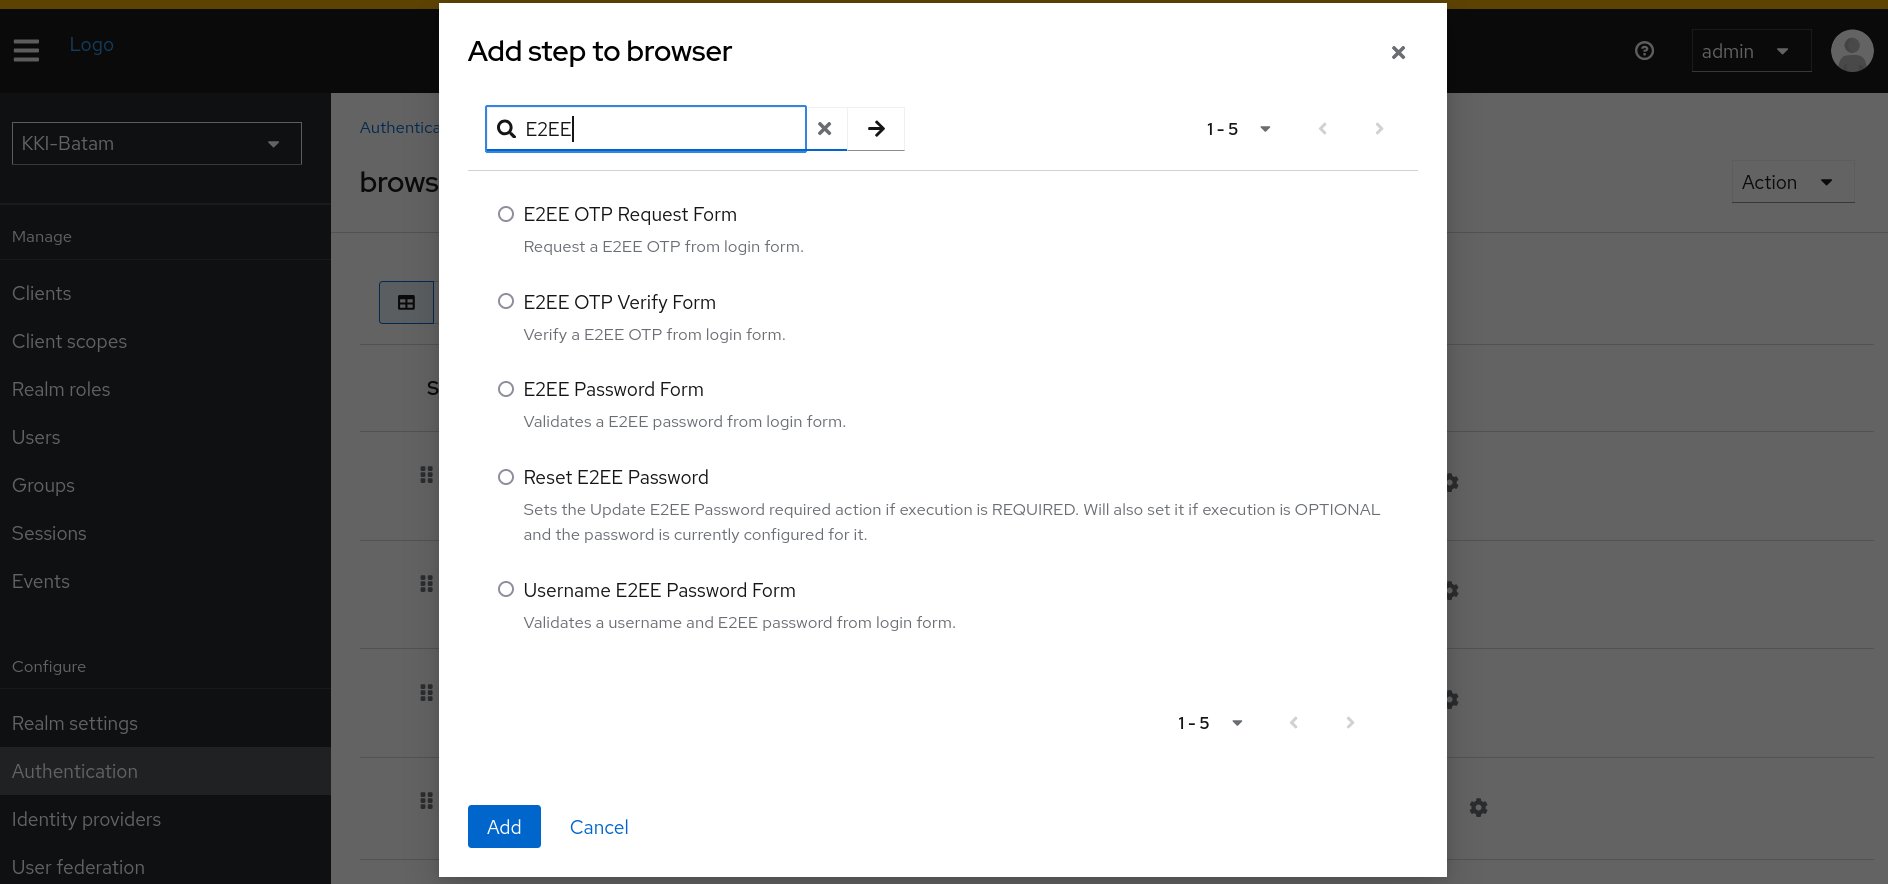 Logo
admin
KKI-Batam
Manage
Clients
Client scopes
Realm roles
Users
Groups
Sessions
Events
Configure
Realm settings
Authentication
Identity providers
User federation
Authentica
brows
Action
S
Add step to browser
E2EE
1 - 5
E2EE OTP Request Form
Request a E2EE OTP from login form.
E2EE OTP Verify Form
Verify a E2EE OTP from login form.
E2EE Password Form
Validates a E2EE password from login form.
Reset E2EE Password
Sets the Update E2EE Password required action if execution is REQUIRED. Will also set it if execution is OPTIONAL
and the password is currently configured for it.
Username E2EE Password Form
Validates a username and E2EE password from login form.
1 - 5
Add
Cancel